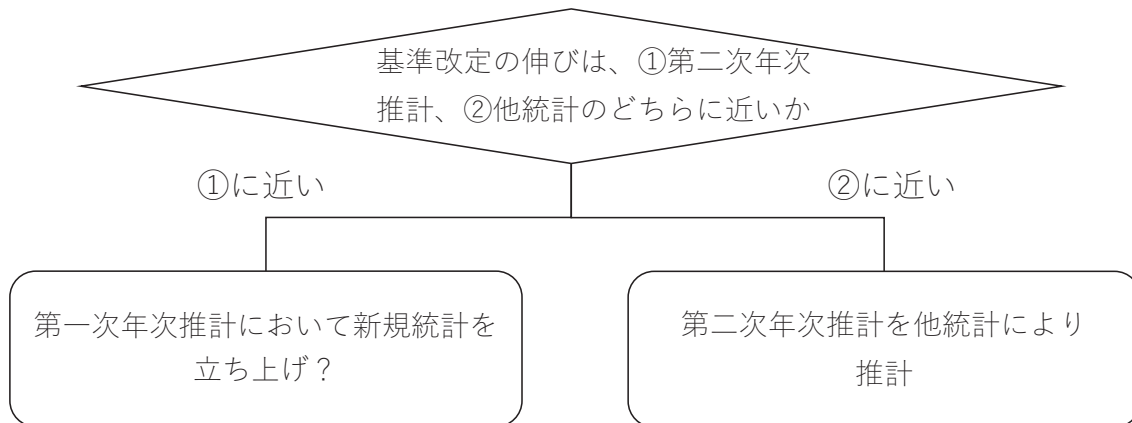 基準改定の伸びは、①第二次年次
推計、②他統計のどちらに近いか
①に近い
②に近い
第一次年次推計において新規統計を
立ち上げ？
第二次年次推計を他統計により
推計